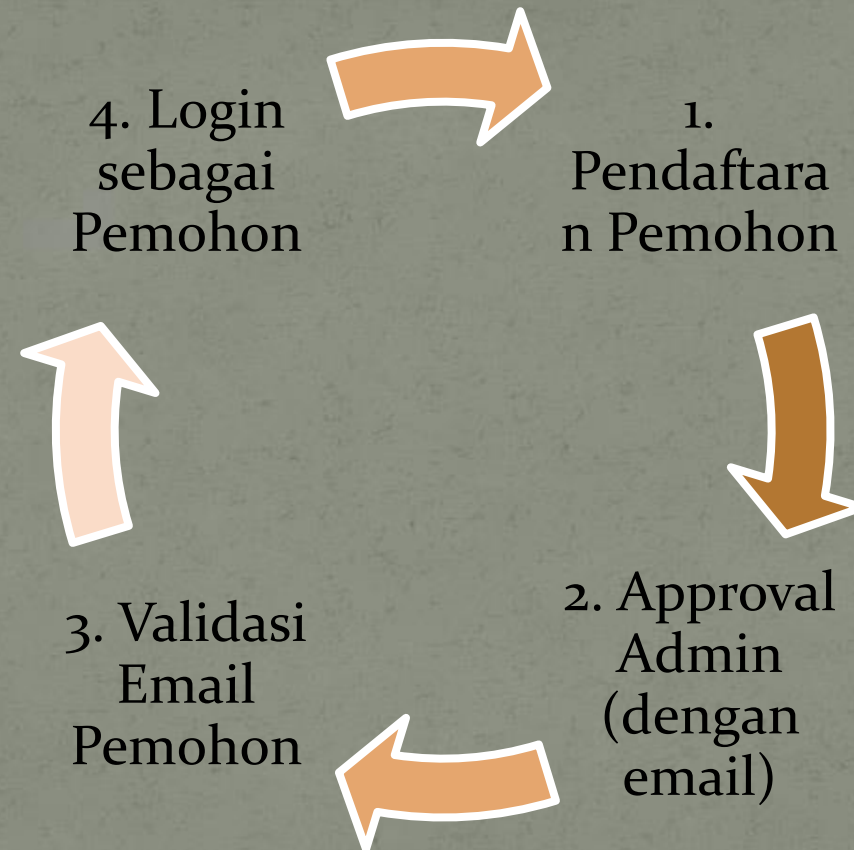 1.
Pendaftara
n Pemohon
2. Approval
Admin
(dengan
email)
3. Validasi
Email
Pemohon
4. Login
sebagai
Pemohon